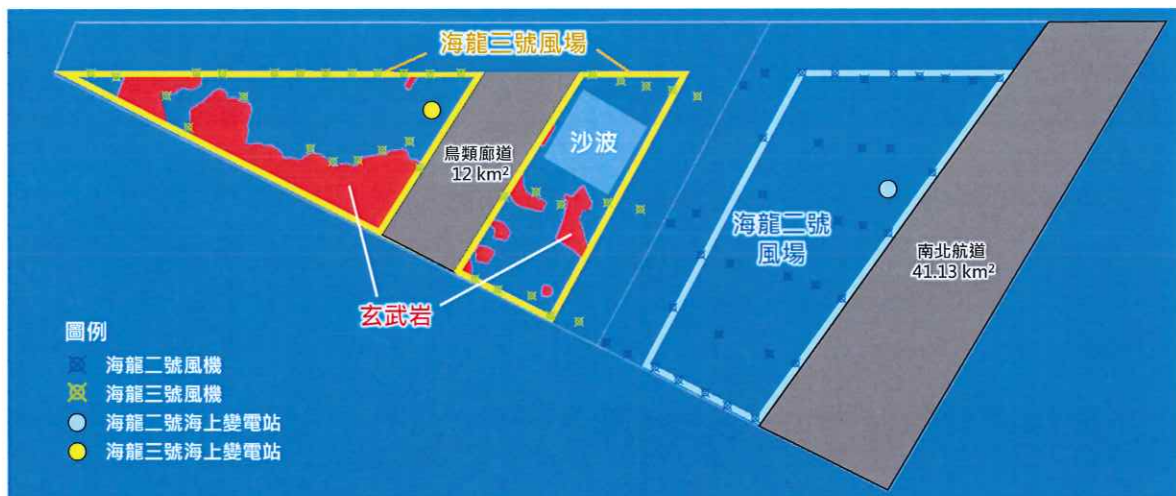 海龍三號風場
鳥類廊道
12 km²
沙波
海龍二號
風場
南北航道
41.13 km²
玄武岩
圖例
海龍二號風機
海龍三號風機
海龍二號海上變電站
海龍三號海上變電站